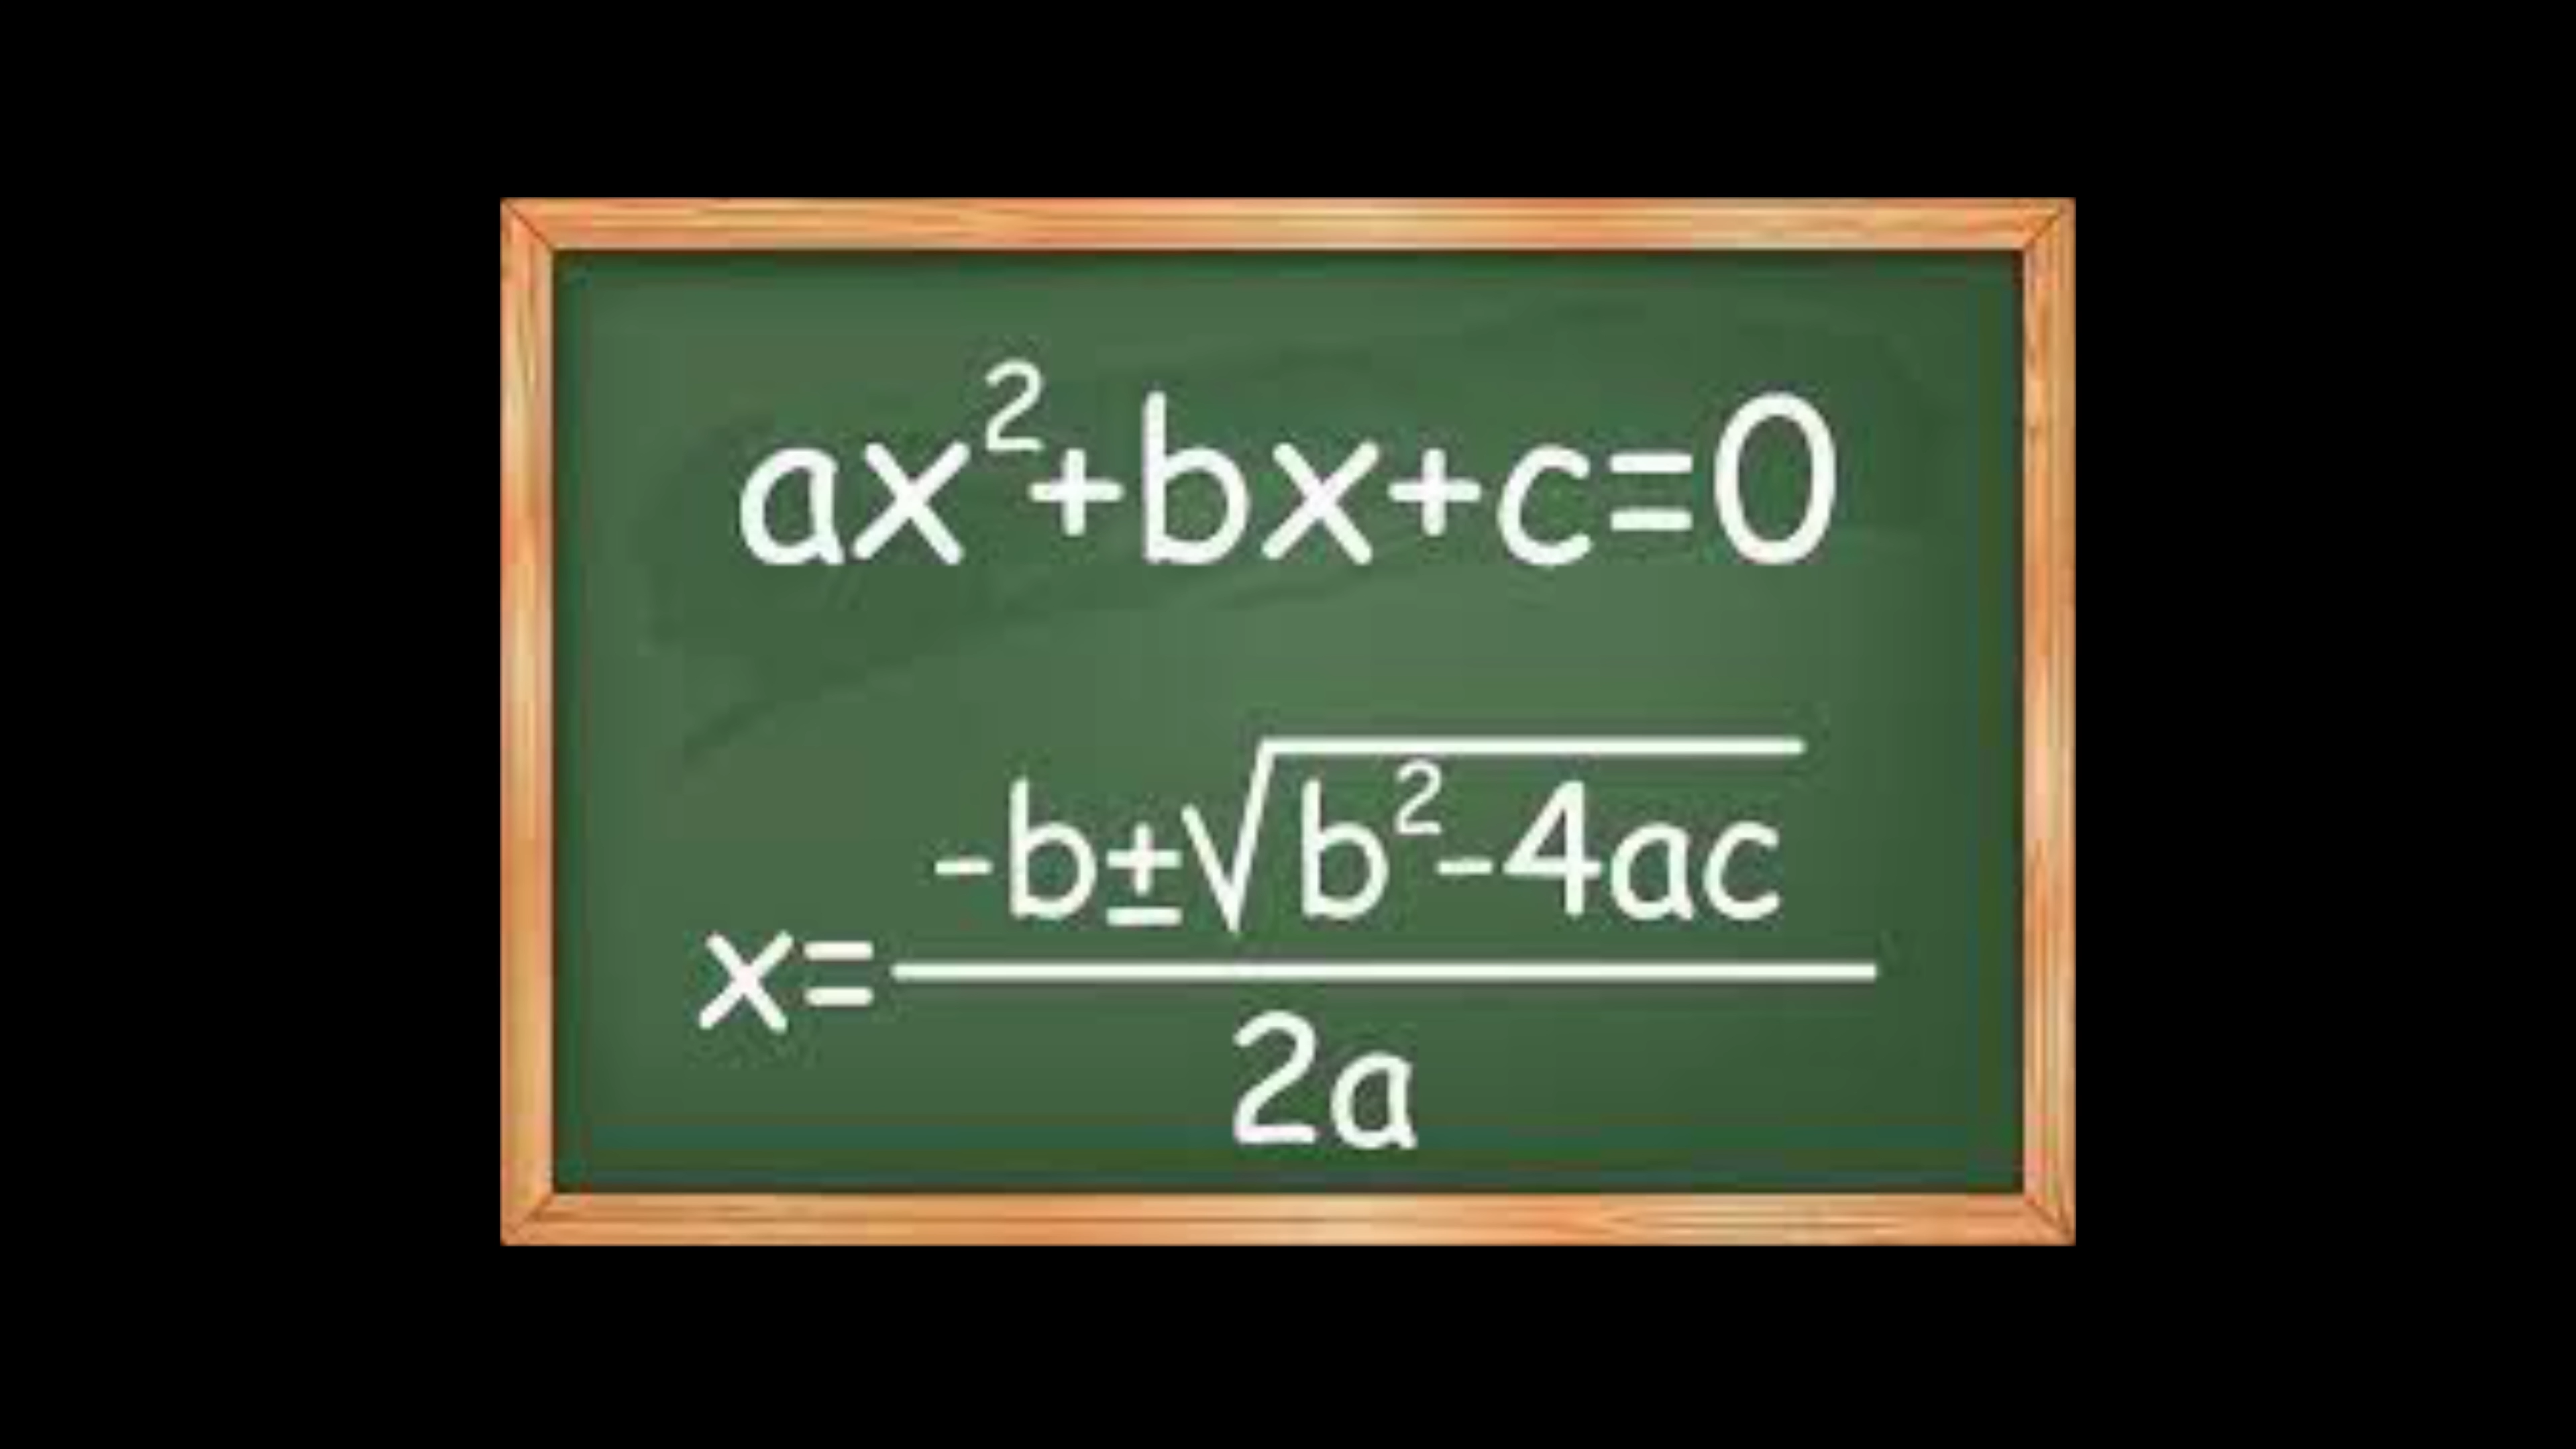 ax²+bx+c=0
x= -b±√b²-4ac / 2a